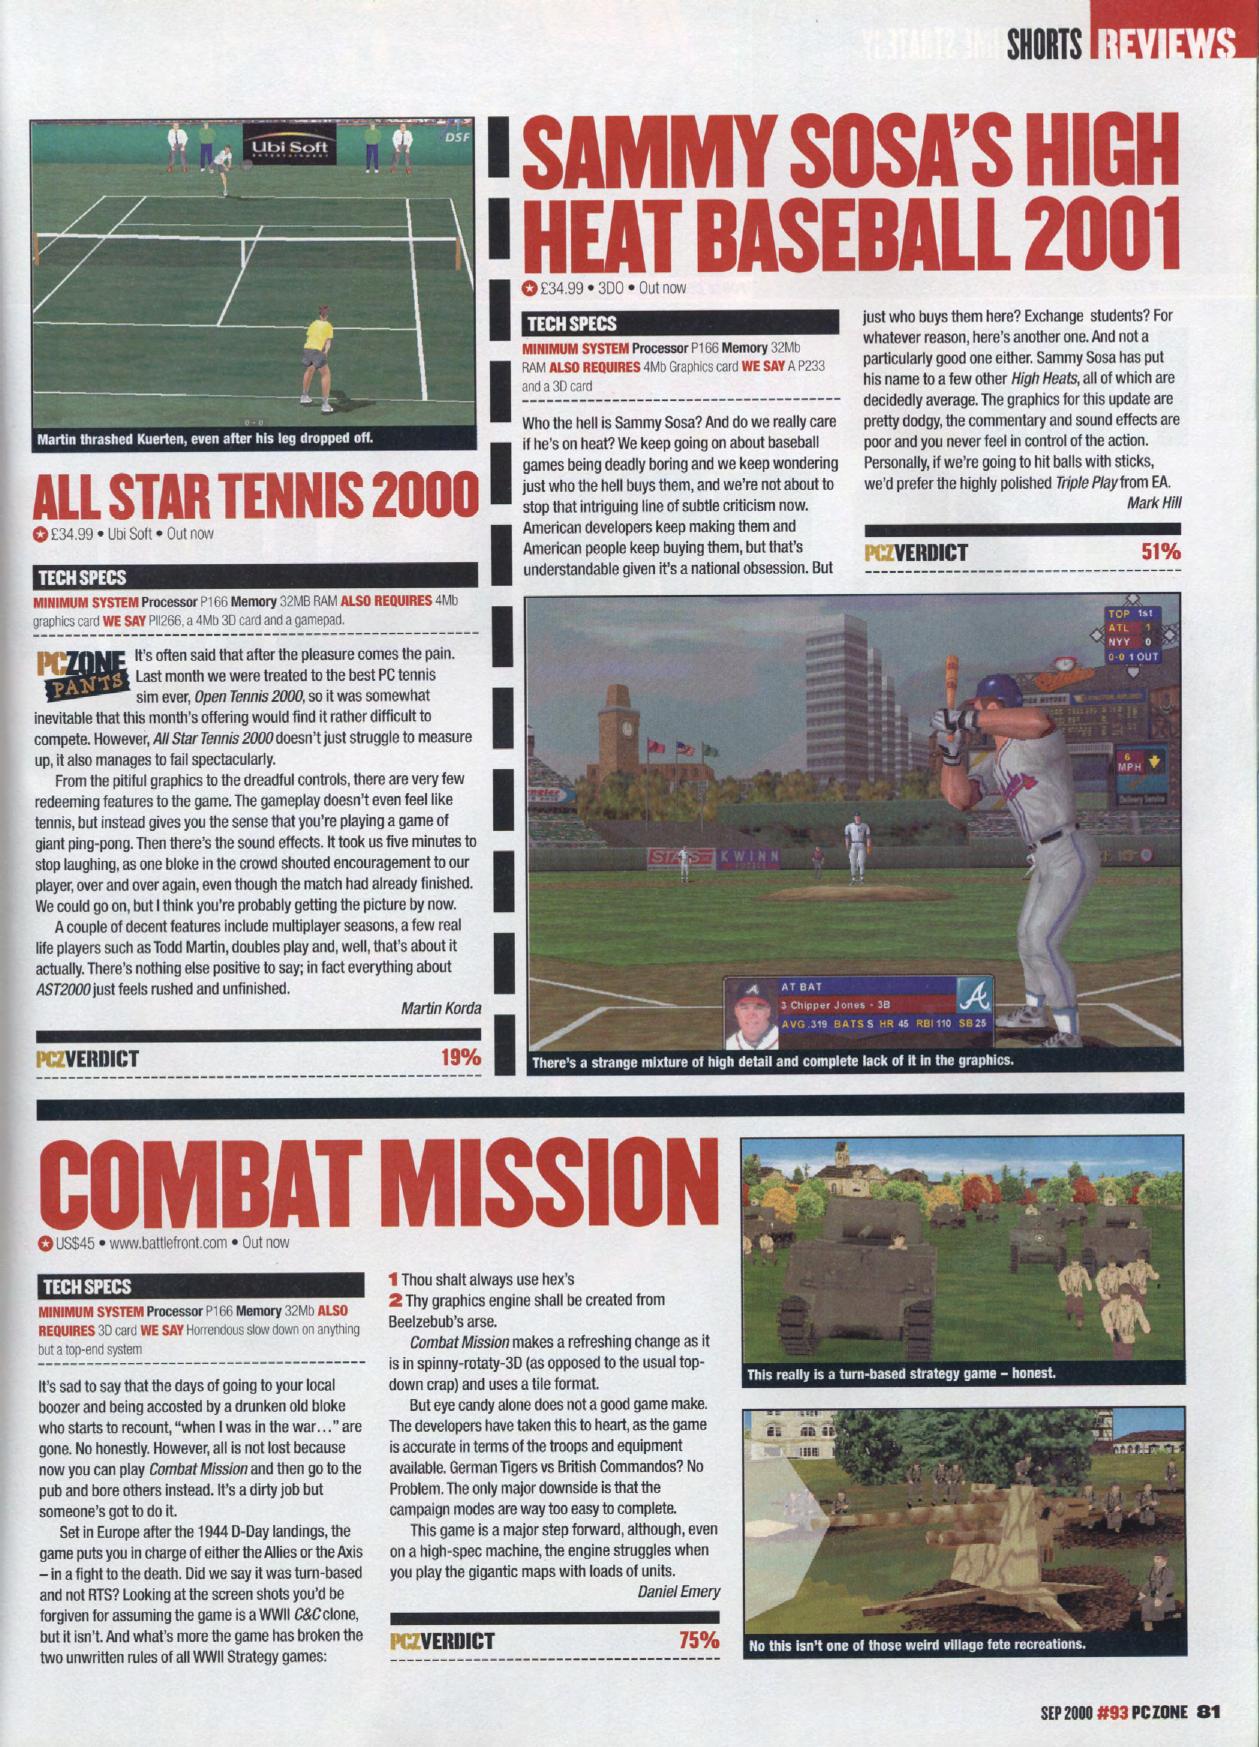 SHORTS REVIEWS
Ubi Soft
ENTERTAINMENT
DSF
0 - 0
Martin thrashed Kuerten, even after his leg dropped off.
ALL STAR TENNIS 2000
£34.99 • Ubi Soft • Out now
TECH SPECS
MINIMUM SYSTEM Processor P166 Memory 32MB RAM ALSO REQUIRES 4Mb
graphics card WE SAY PII266, a 4Mb 3D card and a gamepad.
PCZONE
PANTS
It's often said that after the pleasure comes the pain.
Last month we were treated to the best PC tennis
sim ever, Open Tennis 2000, so it was somewhat
inevitable that this month's offering would find it rather difficult to
compete. However, All Star Tennis 2000 doesn't just struggle to measure
up, it also manages to fail spectacularly.
From the pitiful graphics to the dreadful controls, there are very few
redeeming features to the game. The gameplay doesn't even feel like
tennis, but instead gives you the sense that you're playing a game of
giant ping-pong. Then there's the sound effects. It took us five minutes to
stop laughing, as one bloke in the crowd shouted encouragement to our
player, over and over again, even though the match had already finished.
We could go on, but I think you're probably getting the picture by now.
A couple of decent features include multiplayer seasons, a few real
life players such as Todd Martin, doubles play and, well, that's about it
actually. There's nothing else positive to say; in fact everything about
AST2000 just feels rushed and unfinished.
Martin Korda
PCZVERDICT 19%
SAMMY SOSA'S HIGH
HEAT BASEBALL 2001
£34.99 • 3DO • Out now
TECH SPECS
MINIMUM SYSTEM Processor P166 Memory 32Mb
RAM ALSO REQUIRES 4Mb Graphics card WE SAY A P233
and a 3D card
Who the hell is Sammy Sosa? And do we really care
if he's on heat? We keep going on about baseball
games being deadly boring and we keep wondering
just who the hell buys them, and we're not about to
stop that intriguing line of subtle criticism now.
American developers keep making them and
American people keep buying them, but that's
understandable given it's a national obsession. But
just who buys them here? Exchange students? For
whatever reason, here's another one. And not a
particularly good one either. Sammy Sosa has put
his name to a few other High Heats, all of which are
decidedly average. The graphics for this update are
pretty dodgy, the commentary and sound effects are
poor and you never feel in control of the action.
Personally, if we're going to hit balls with sticks,
we'd prefer the highly polished Triple Play from EA.
Mark Hill
PCZVERDICT 51%
TOP 1st
ATL 1
NYY 0
0-0 1 OUT
6
MPH
STATS KWINN
AT BAT
3 Chipper Jones - 3B
AVG .319 BATS S HR 45 RBI 110 SB 25
There's a strange mixture of high detail and complete lack of it in the graphics.
COMBAT MISSION
US$45 • www.battlefront.com • Out now
TECH SPECS
MINIMUM SYSTEM Processor P166 Memory 32Mb ALSO
REQUIRES 3D card WE SAY Horrendous slow down on anything
but a top-end system
It's sad to say that the days of going to your local
boozer and being accosted by a drunken old bloke
who starts to recount, "when I was in the war..." are
gone. No honestly. However, all is not lost because
now you can play Combat Mission and then go to the
pub and bore others instead. It's a dirty job but
someone's got to do it.
Set in Europe after the 1944 D-Day landings, the
game puts you in charge of either the Allies or the Axis
– in a fight to the death. Did we say it was turn-based
and not RTS? Looking at the screen shots you'd be
forgiven for assuming the game is a WWII C&C clone,
but it isn't. And what's more the game has broken the
two unwritten rules of all WWII Strategy games:
1 Thou shalt always use hex's
2 Thy graphics engine shall be created from
Beelzebub's arse.
Combat Mission makes a refreshing change as it
is in spinny-rotaty-3D (as opposed to the usual top-
down crap) and uses a tile format.
But eye candy alone does not a good game make.
The developers have taken this to heart, as the game
is accurate in terms of the troops and equipment
available. German Tigers vs British Commandos? No
Problem. The only major downside is that the
campaign modes are way too easy to complete.
This game is a major step forward, although, even
on a high-spec machine, the engine struggles when
you play the gigantic maps with loads of units.
Daniel Emery
PCZVERDICT 75%
This really is a turn-based strategy game – honest.
No this isn't one of those weird village fete recreations.
SEP 2000 #93 PC ZONE 81